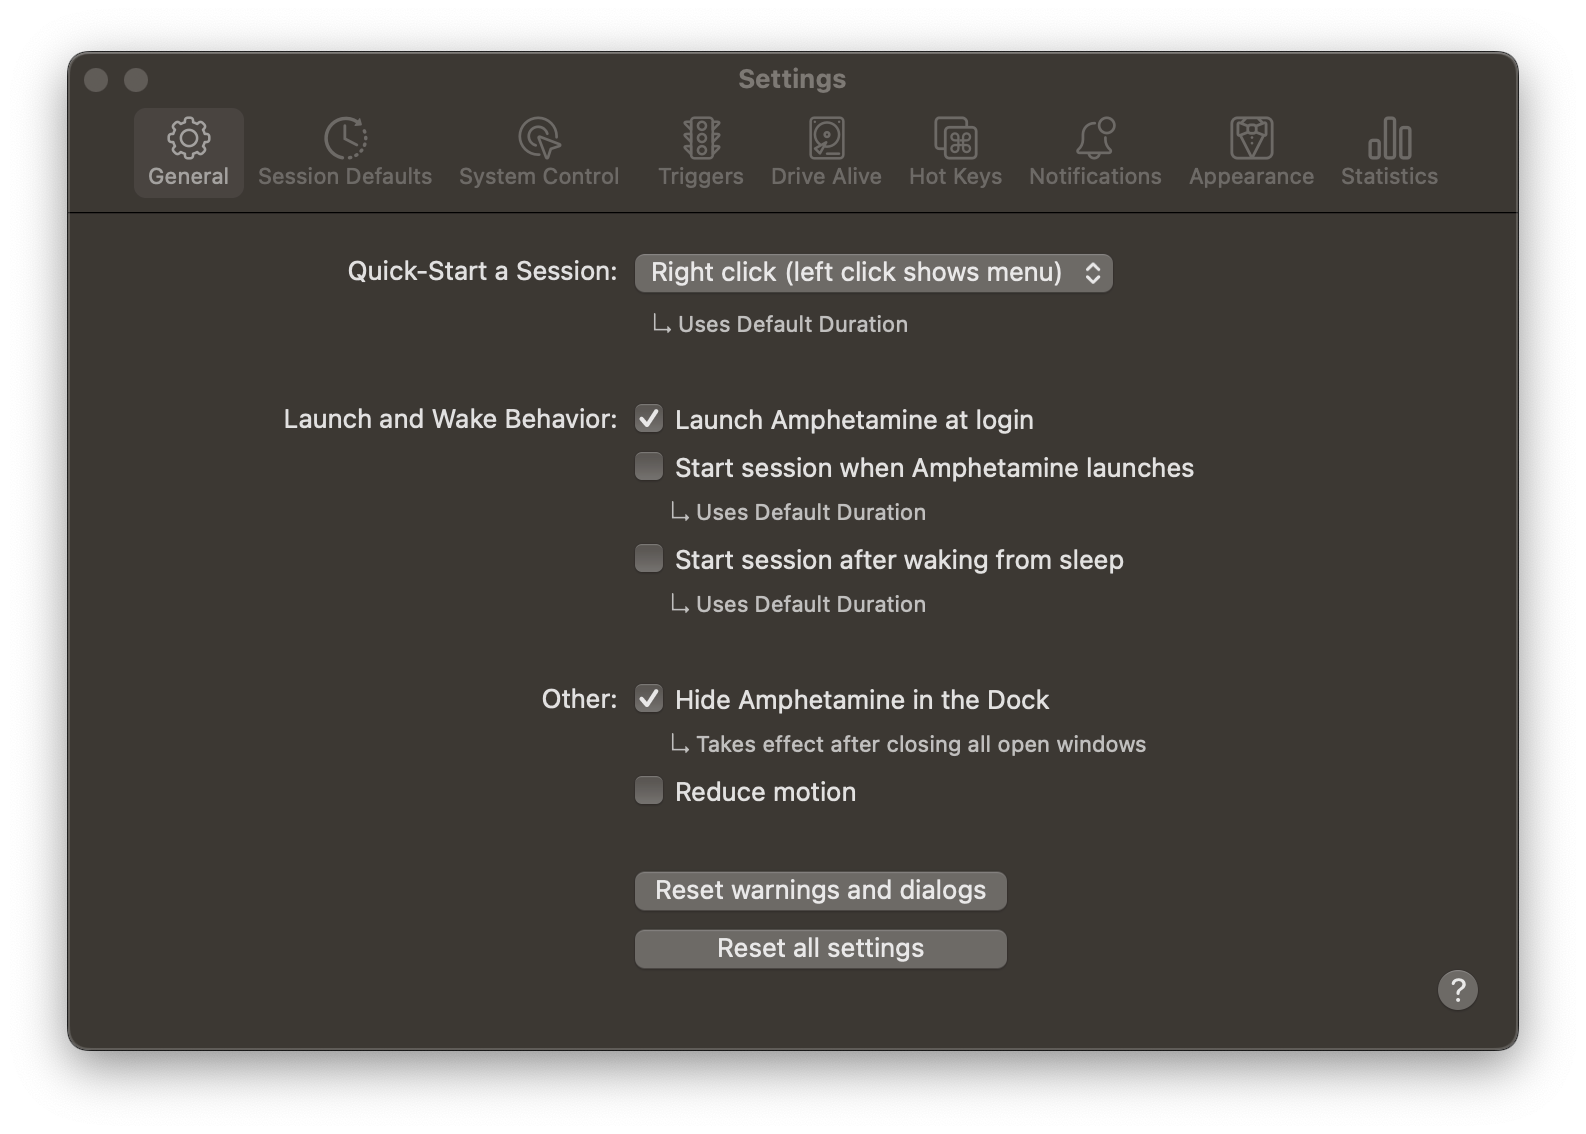 Settings
General Session Defaults System Control Triggers Drive Alive Hot Keys Notifications Appearance Statistics
Quick-Start a Session: Right click (left click shows menu)
Uses Default Duration
Launch and Wake Behavior: Launch Amphetamine at login
Start session when Amphetamine launches
Uses Default Duration
Start session after waking from sleep
Uses Default Duration
Other: Hide Amphetamine in the Dock
Takes effect after closing all open windows
Reduce motion
Reset warnings and dialogs
Reset all settings
?